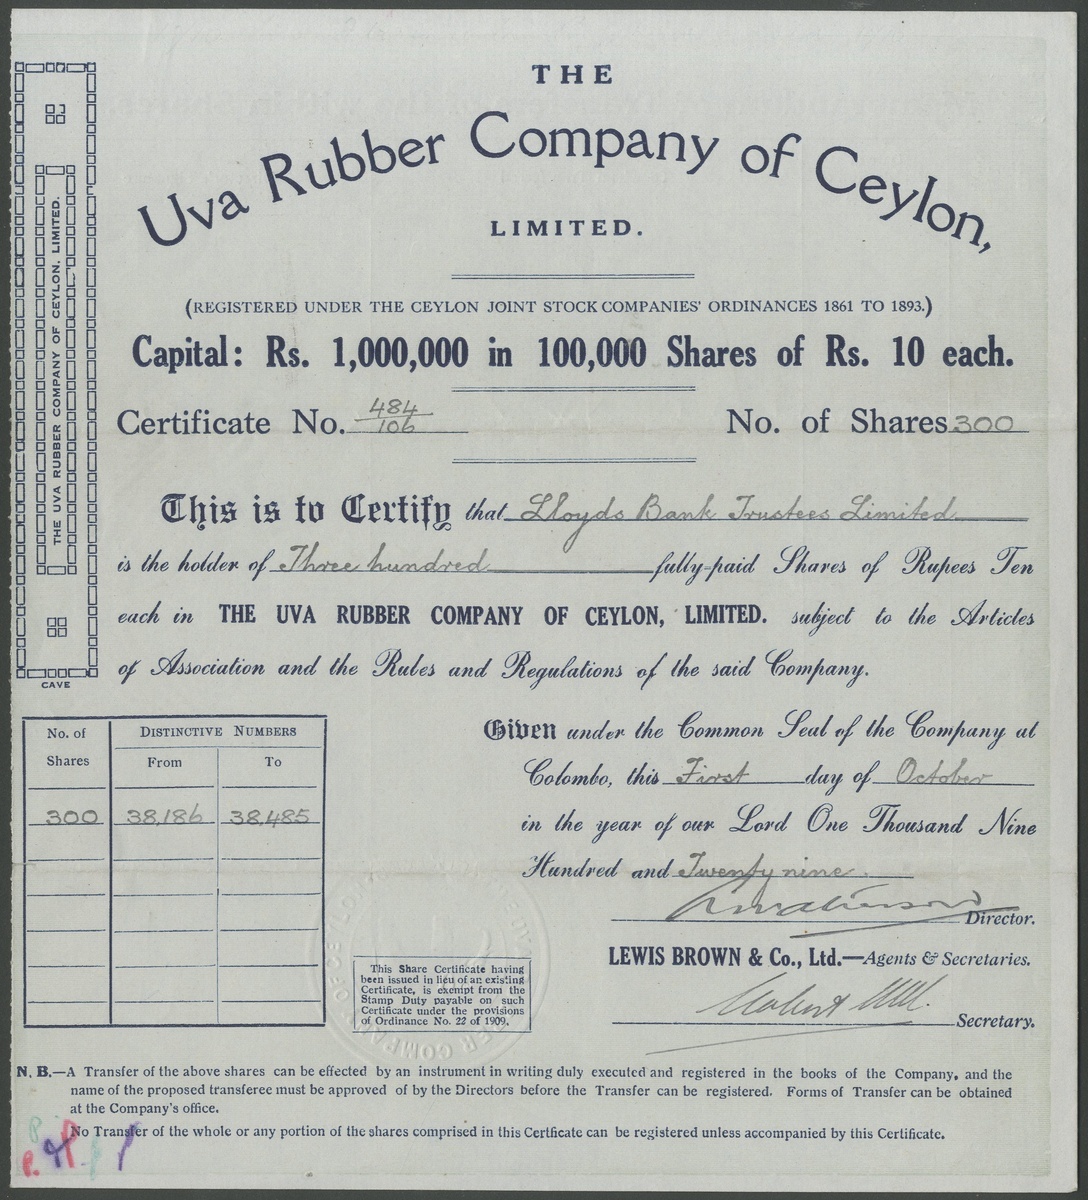 THE
Uva Rubber Company of Ceylon,
LIMITED.
(REGISTERED UNDER THE CEYLON JOINT STOCK COMPANIES' ORDINANCES 1861 TO 1893.)
Capital: Rs. 1,000,000 in 100,000 Shares of Rs. 10 each.
Certificate No. 484/106 No. of Shares 300
This is to Certify that Lloyds Bank Trustees Limited
is the holder of Three hundred fully-paid Shares of Rupees Ten
each in THE UVA RUBBER COMPANY OF CEYLON, LIMITED. subject to the Articles
of Association and the Rules and Regulations of the said Company.
THE UVA RUBBER COMPANY OF CEYLON, LIMITED.
CAVE
No. of Shares DISTINCTIVE NUMBERS
From To
300 38,186 38,485
Given under the Common Seal of the Company at
Colombo, this First day of October
in the year of our Lord One Thousand Nine
Hundred and Twenty nine.
Director.
LEWIS BROWN & Co., Ltd.—Agents & Secretaries.
Secretary.
This Share Certificate having
been issued in lieu of an existing
Certificate, is exempt from the
Stamp Duty payable on such
Certificate under the provisions
of Ordinance No. 22 of 1909.
N. B.—A Transfer of the above shares can be effected by an instrument in writing duly executed and registered in the books of the Company, and the
name of the proposed transferee must be approved of by the Directors before the Transfer can be registered. Forms of Transfer can be obtained
at the Company's office.
No Transfer of the whole or any portion of the shares comprised in this Certficate can be registered unless accompanied by this Certificate.